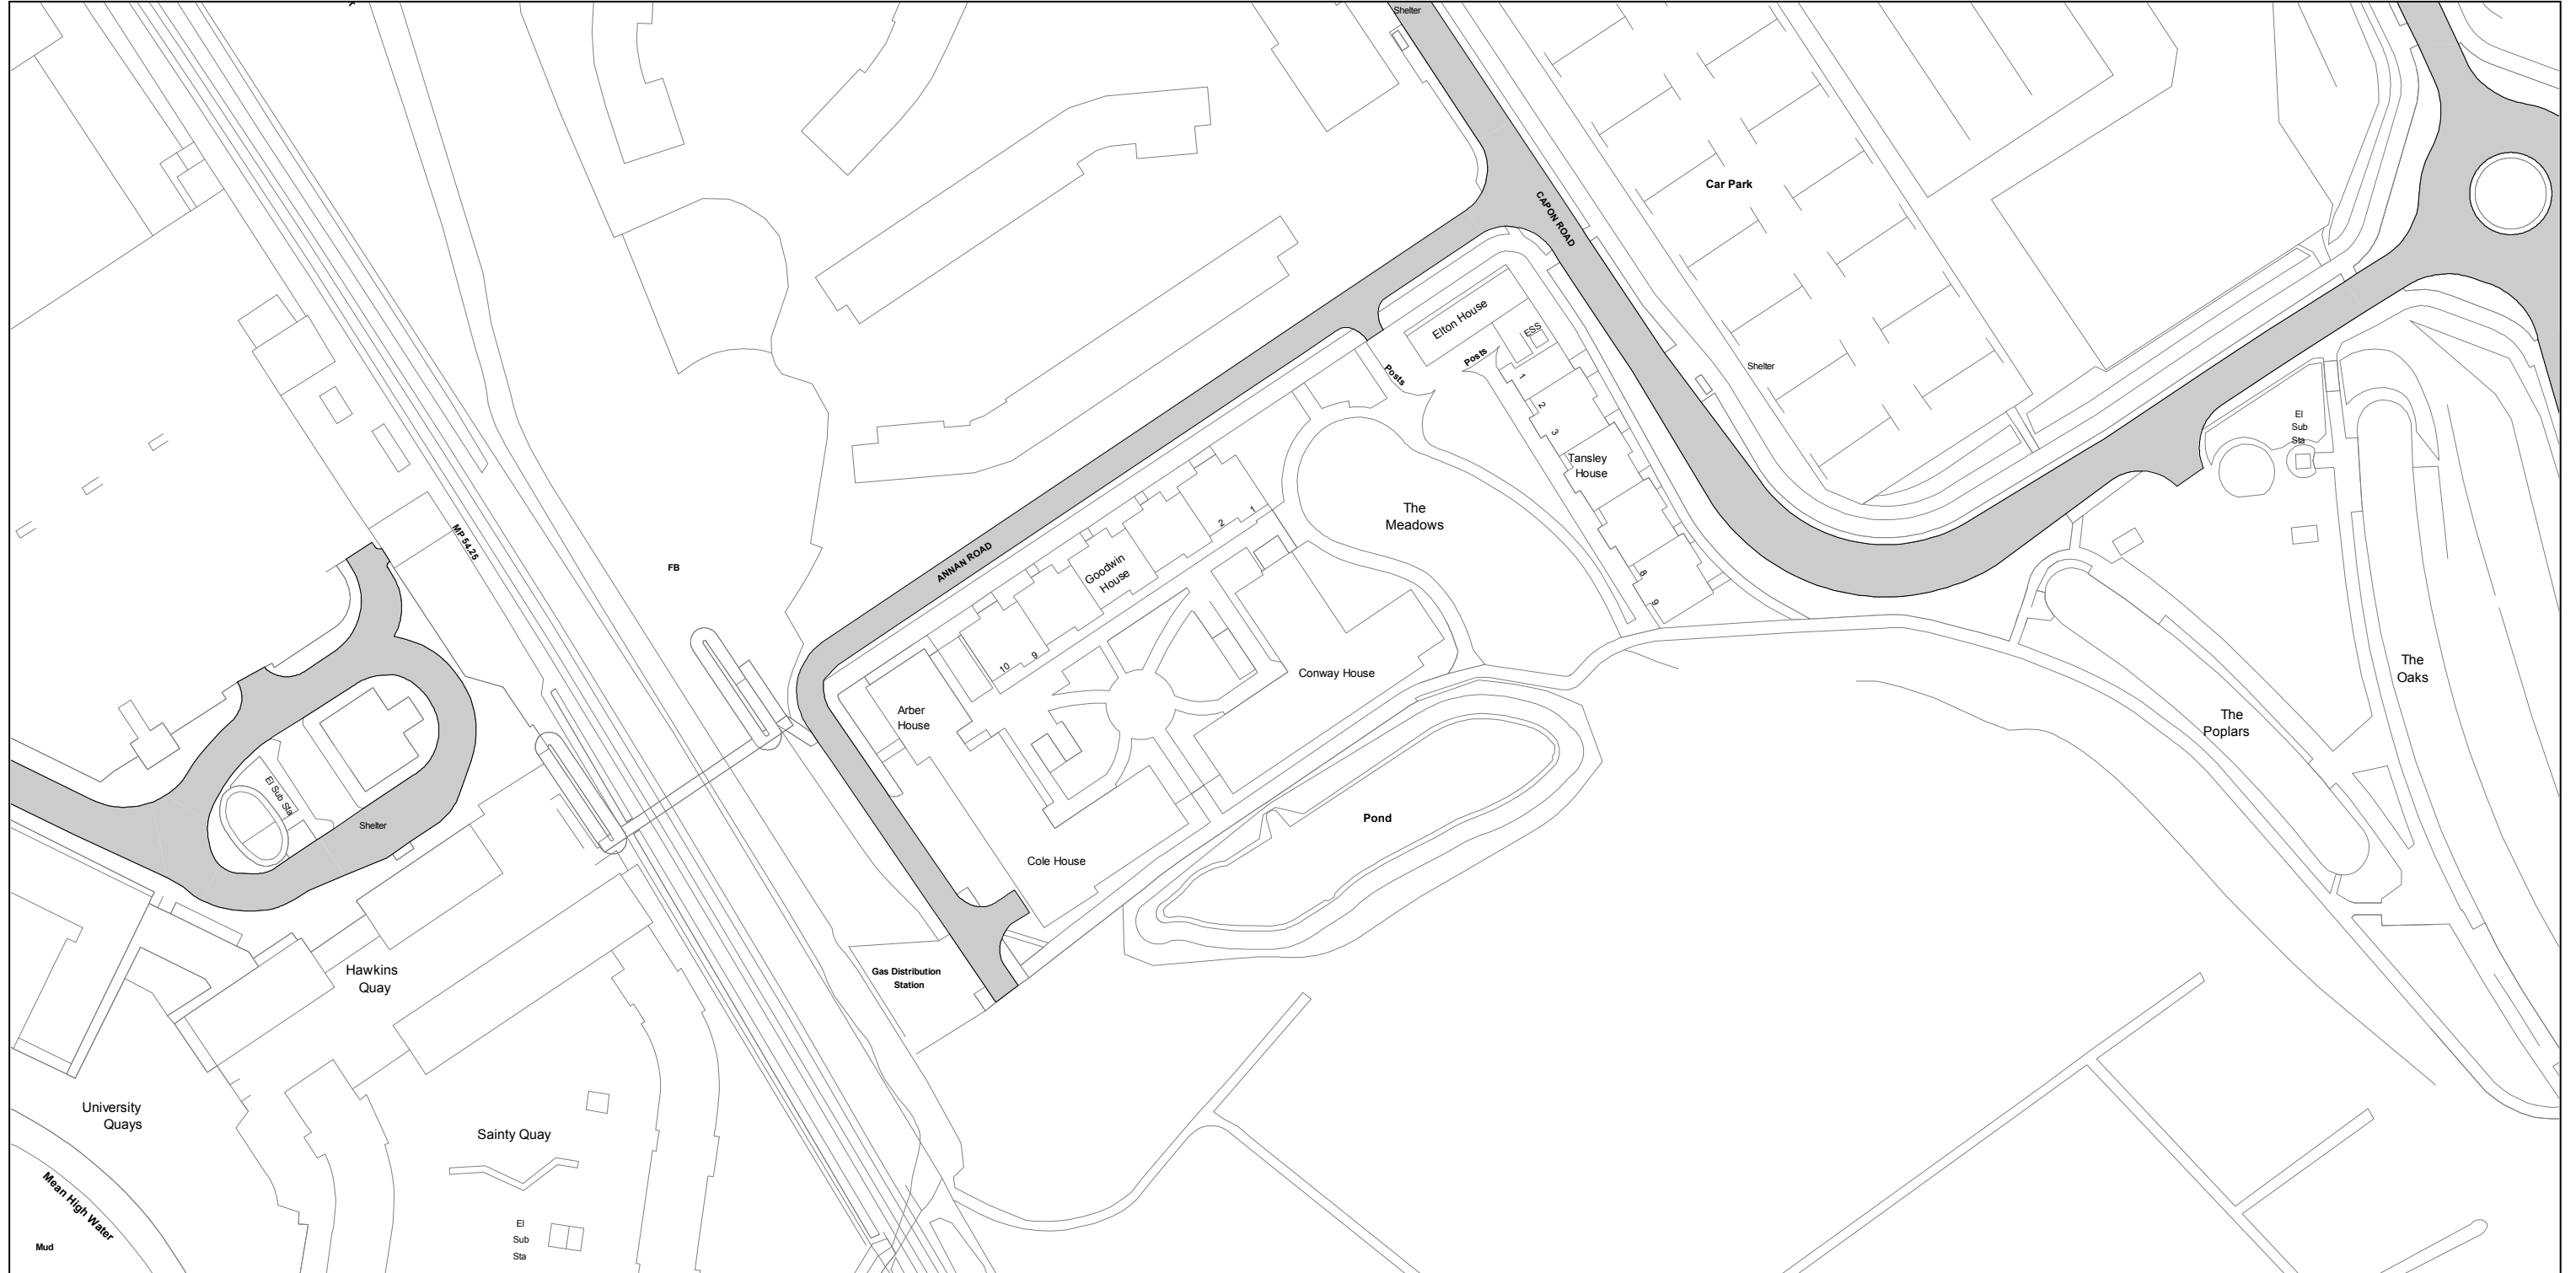 Shelter
CAPON ROAD
Car Park
Elton House
ESS
Posts
Posts
Shelter
1
2
3
Tansley
House
8
9
El
Sub
Sta
The
Meadows
MP 54.25
FB
ANNAN ROAD
Goodwin
House
1
2
9
10
Conway House
Arber
House
The
Oaks
The
Poplars
El Sub Sta
Shelter
Pond
Cole House
Hawkins
Quay
Gas Distribution
Station
University
Quays
Sainty Quay
Mean High Water
Mud
El
Sub
Sta